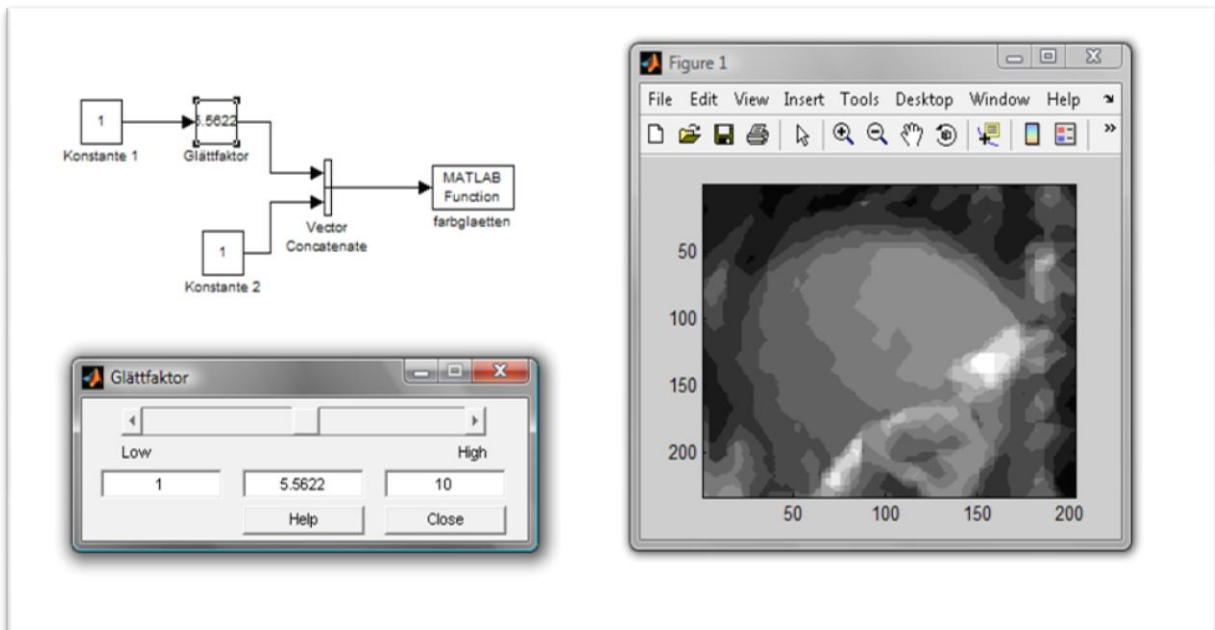 1
Konstante 1
5.5622
Glättfaktor
1
Konstante 2
Vector
Concatenate
MATLAB
Function
farbglaetten
Glättfaktor
Low
High
1
5.5622
10
Help
Close
Figure 1
File Edit View Insert Tools Desktop Window Help
50
100
150
200
50
100
150
200